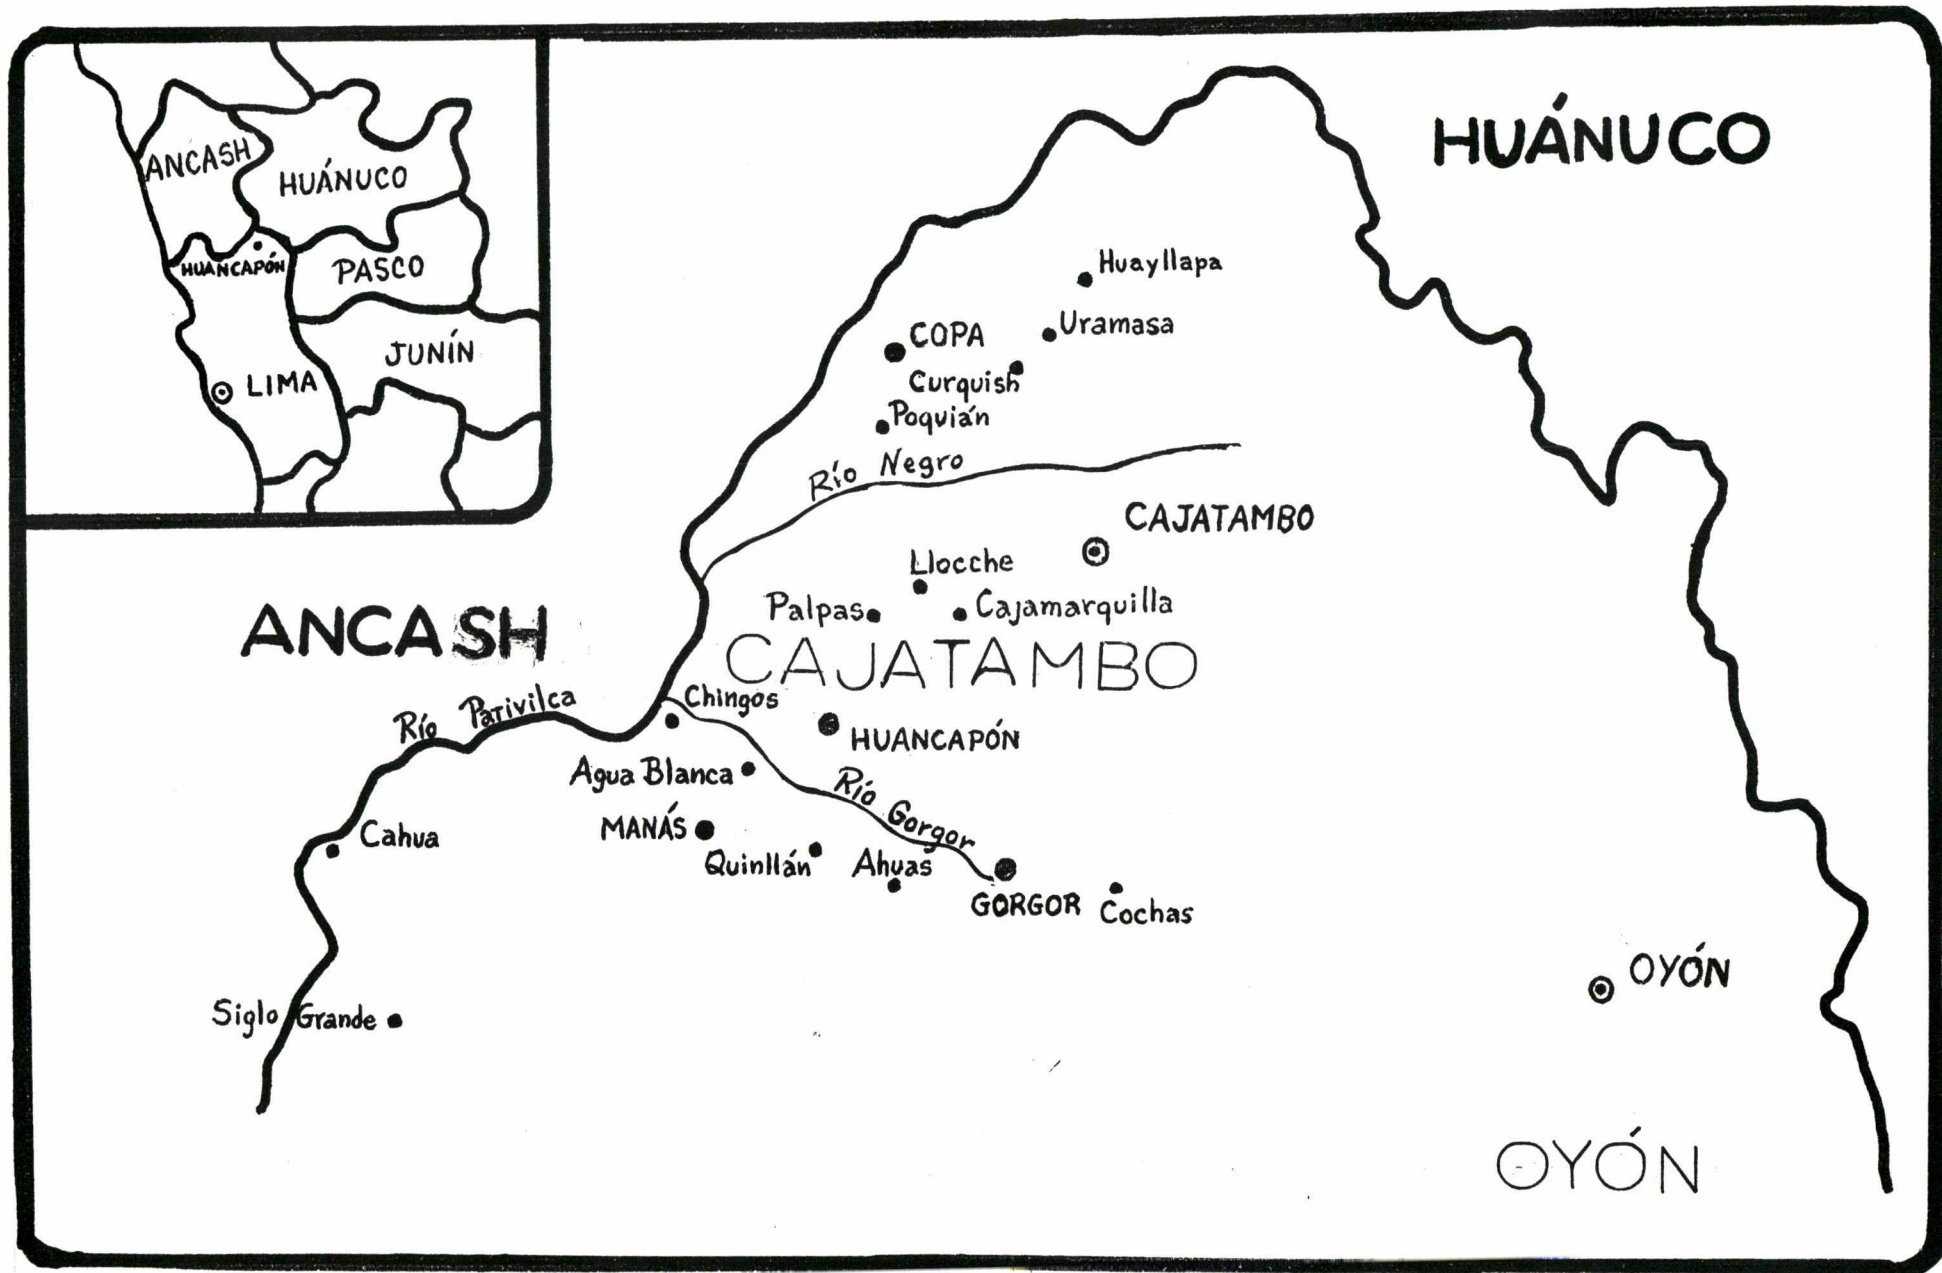 ANCASH
HUÁNUCO
HUANCAPÓN
PASCO
JUNÍN
LIMA
HUÁNUCO
Huayllapa
Uramasa
COPA
Curquish
Poquián
Río Negro
CAJATAMBO
Llocche
Palpas
Cajamarquilla
ANCASH
CAJATAMBO
Río Pativilca
Chingos
HUANCAPÓN
Agua Blanca
Río Gorgor
MANÁS
Cahua
Quinllán
Ahuas
GORGOR
Cochas
OYÓN
Siglo Grande
OYÓN